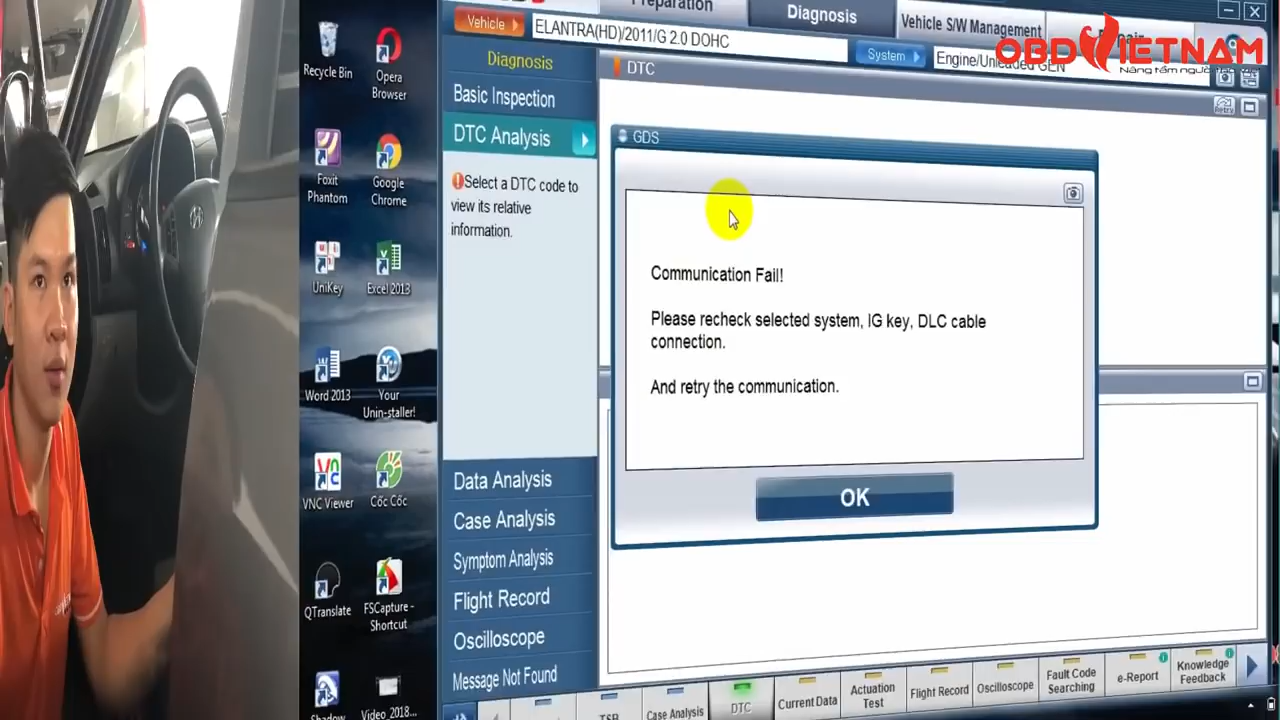 Preparation
Diagnosis
Vehicle S/W Management
Vehicle
ELANTRA(HD)/2011/G 2.0 DOHC
System
Engine/Unleaded GEN
OBDVIETNAM
Recycle Bin
Opera
Browser
Foxit
Phantom
Google
Chrome
UniKey
Excel 2013
Word 2013
Your
Unin-staller!
VNC Viewer
Cốc Cốc
QTranslate
FSCapture -
Shortcut
Shadow
Video_2018...
Diagnosis
Basic Inspection
DTC Analysis
Select a DTC code to
view its relative
information.
Data Analysis
Case Analysis
Symptom Analysis
Flight Record
Oscilloscope
Message Not Found
DTC
GDS
Communication Fail!
Please recheck selected system, IG key, DLC cable
connection.
And retry the communication.
OK
TSB
Case Analysis
DTC
Current Data
Actuation
Test
Flight Record
Oscilloscope
Fault Code
Searching
e-Report
Knowledge
Feedback